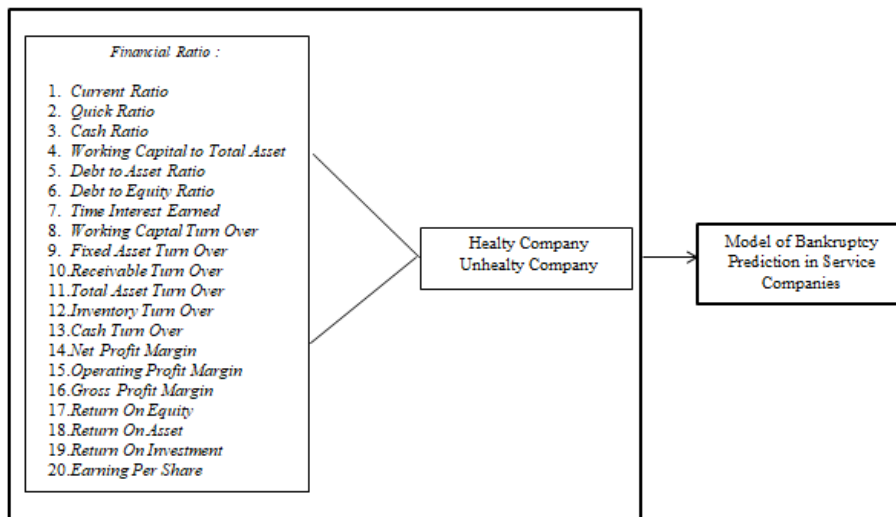 Financial Ratio :
1. Current Ratio
2. Quick Ratio
3. Cash Ratio
4. Working Capital to Total Asset
5. Debt to Asset Ratio
6. Debt to Equity Ratio
7. Time Interest Earned
8. Working Captal Turn Over
9. Fixed Asset Turn Over
10. Receivable Turn Over
11. Total Asset Turn Over
12. Inventory Turn Over
13. Cash Turn Over
14. Net Profit Margin
15. Operating Profit Margin
16. Gross Profit Margin
17. Return On Equity
18. Return On Asset
19. Return On Investment
20. Earning Per Share
Healty Company
Unhealty Company
Model of Bankruptcy
Prediction in Service
Companies